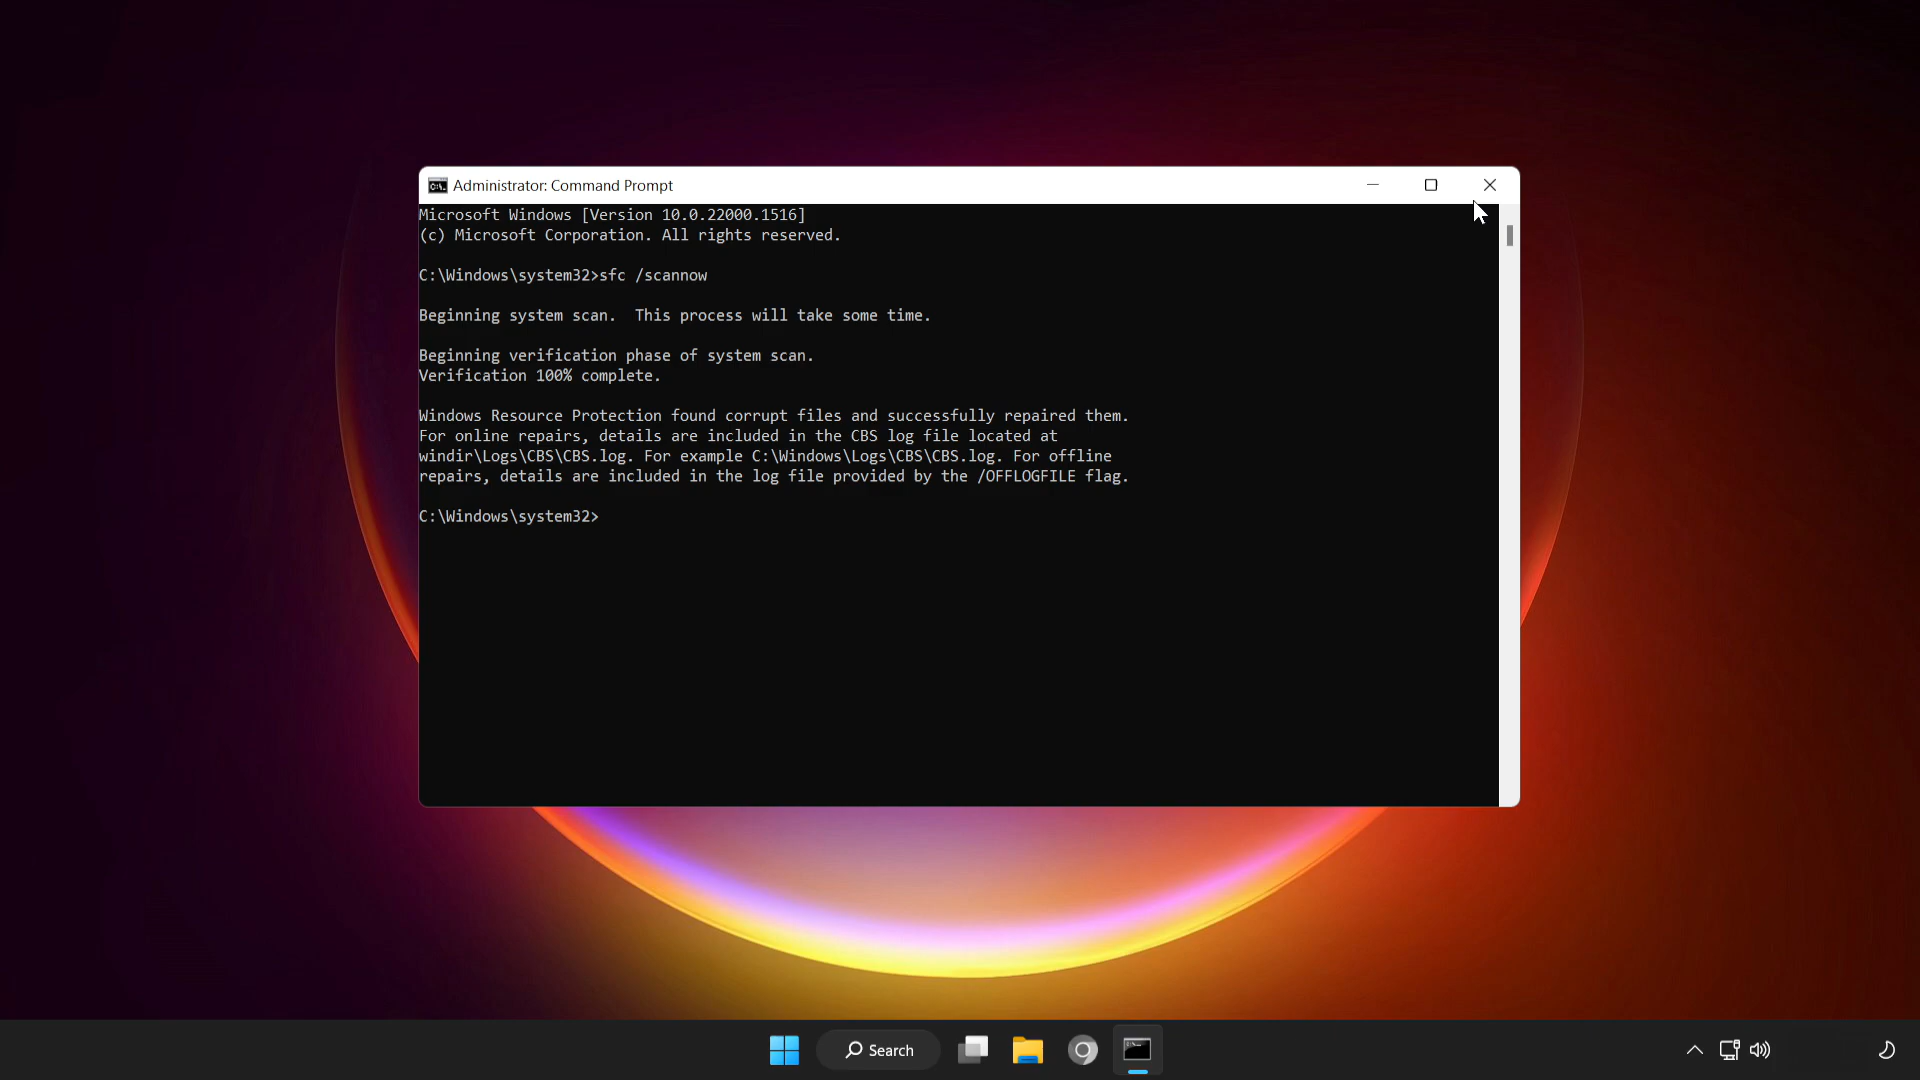 Administrator: Command Prompt
Microsoft Windows [Version 10.0.22000.1516]
(c) Microsoft Corporation. All rights reserved.
C:\Windows\system32>sfc /scannow
Beginning system scan.  This process will take some time.
Beginning verification phase of system scan.
Verification 100% complete.
Windows Resource Protection found corrupt files and successfully repaired them.
For online repairs, details are included in the CBS log file located at
windir\Logs\CBS\CBS.log. For example C:\Windows\Logs\CBS\CBS.log. For offline
repairs, details are included in the log file provided by the /OFFLOGFILE flag.
C:\Windows\system32>
Search